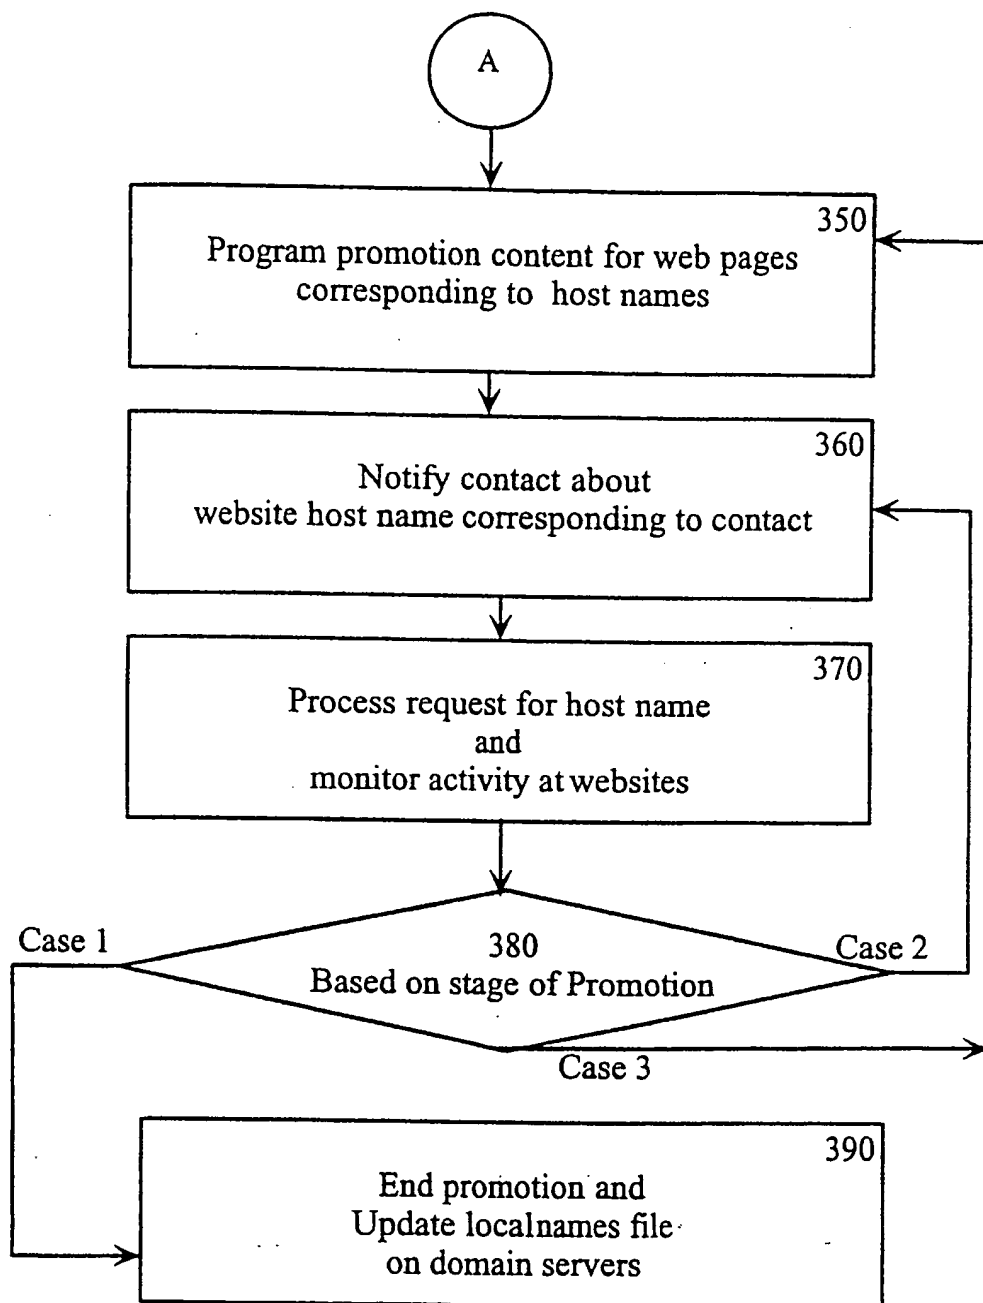 A
350
Program promotion content for web pages
corresponding to host names
360
Notify contact about
website host name corresponding to contact
370
Process request for host name
and
monitor activity at websites
Case 1
380
Case 2
Based on stage of Promotion
Case 3
390
End promotion and
Update localnames file
on domain servers